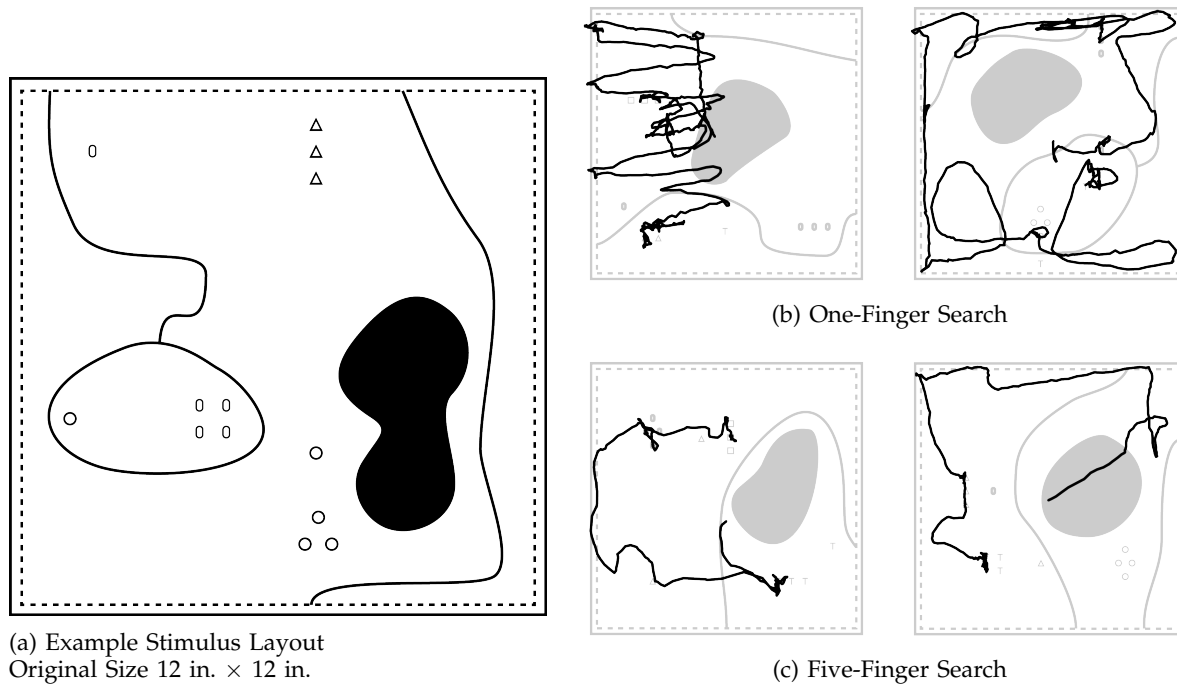 (a) Example Stimulus Layout
Original Size 12 in. × 12 in.
(b) One-Finger Search
(c) Five-Finger Search